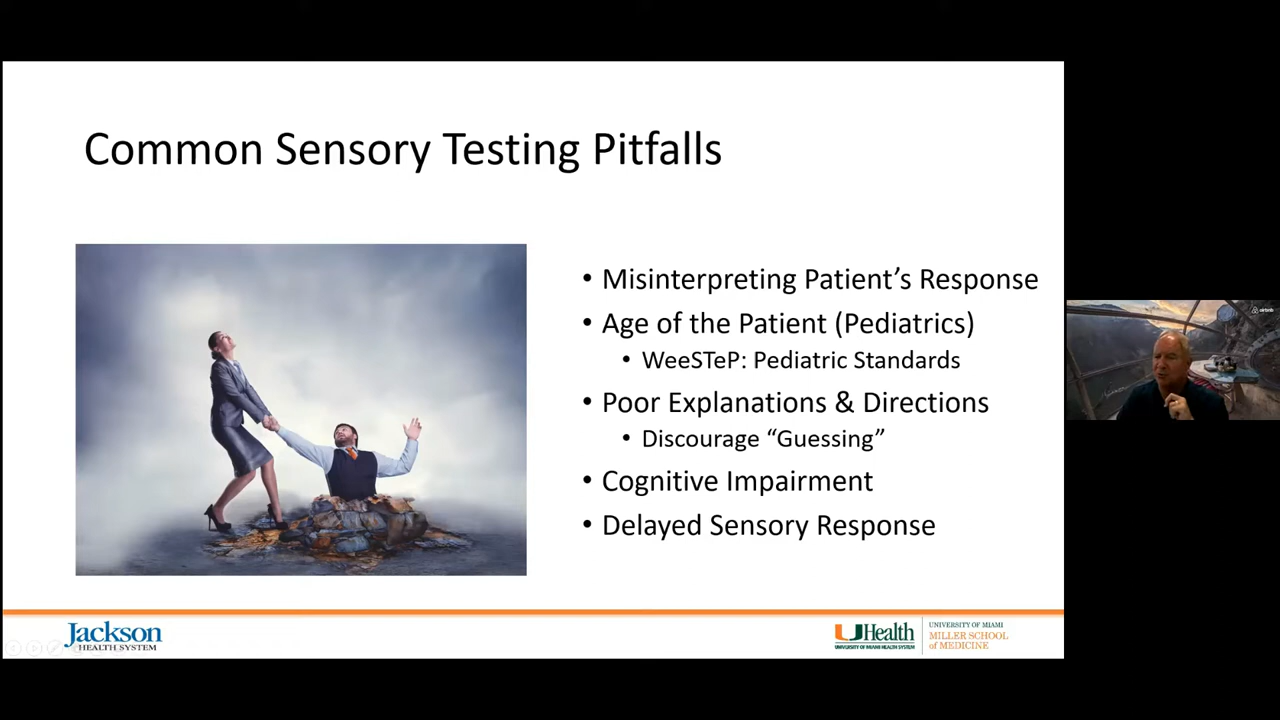 Common Sensory Testing Pitfalls
• Misinterpreting Patient’s Response
• Age of the Patient (Pediatrics)
• WeeSTeP: Pediatric Standards
• Poor Explanations & Directions
• Discourage “Guessing”
• Cognitive Impairment
• Delayed Sensory Response
airbnb
Jackson
HEALTH SYSTEM
UHealth
UNIVERSITY OF MIAMI HEALTH SYSTEM
UNIVERSITY OF MIAMI
MILLER SCHOOL
of MEDICINE